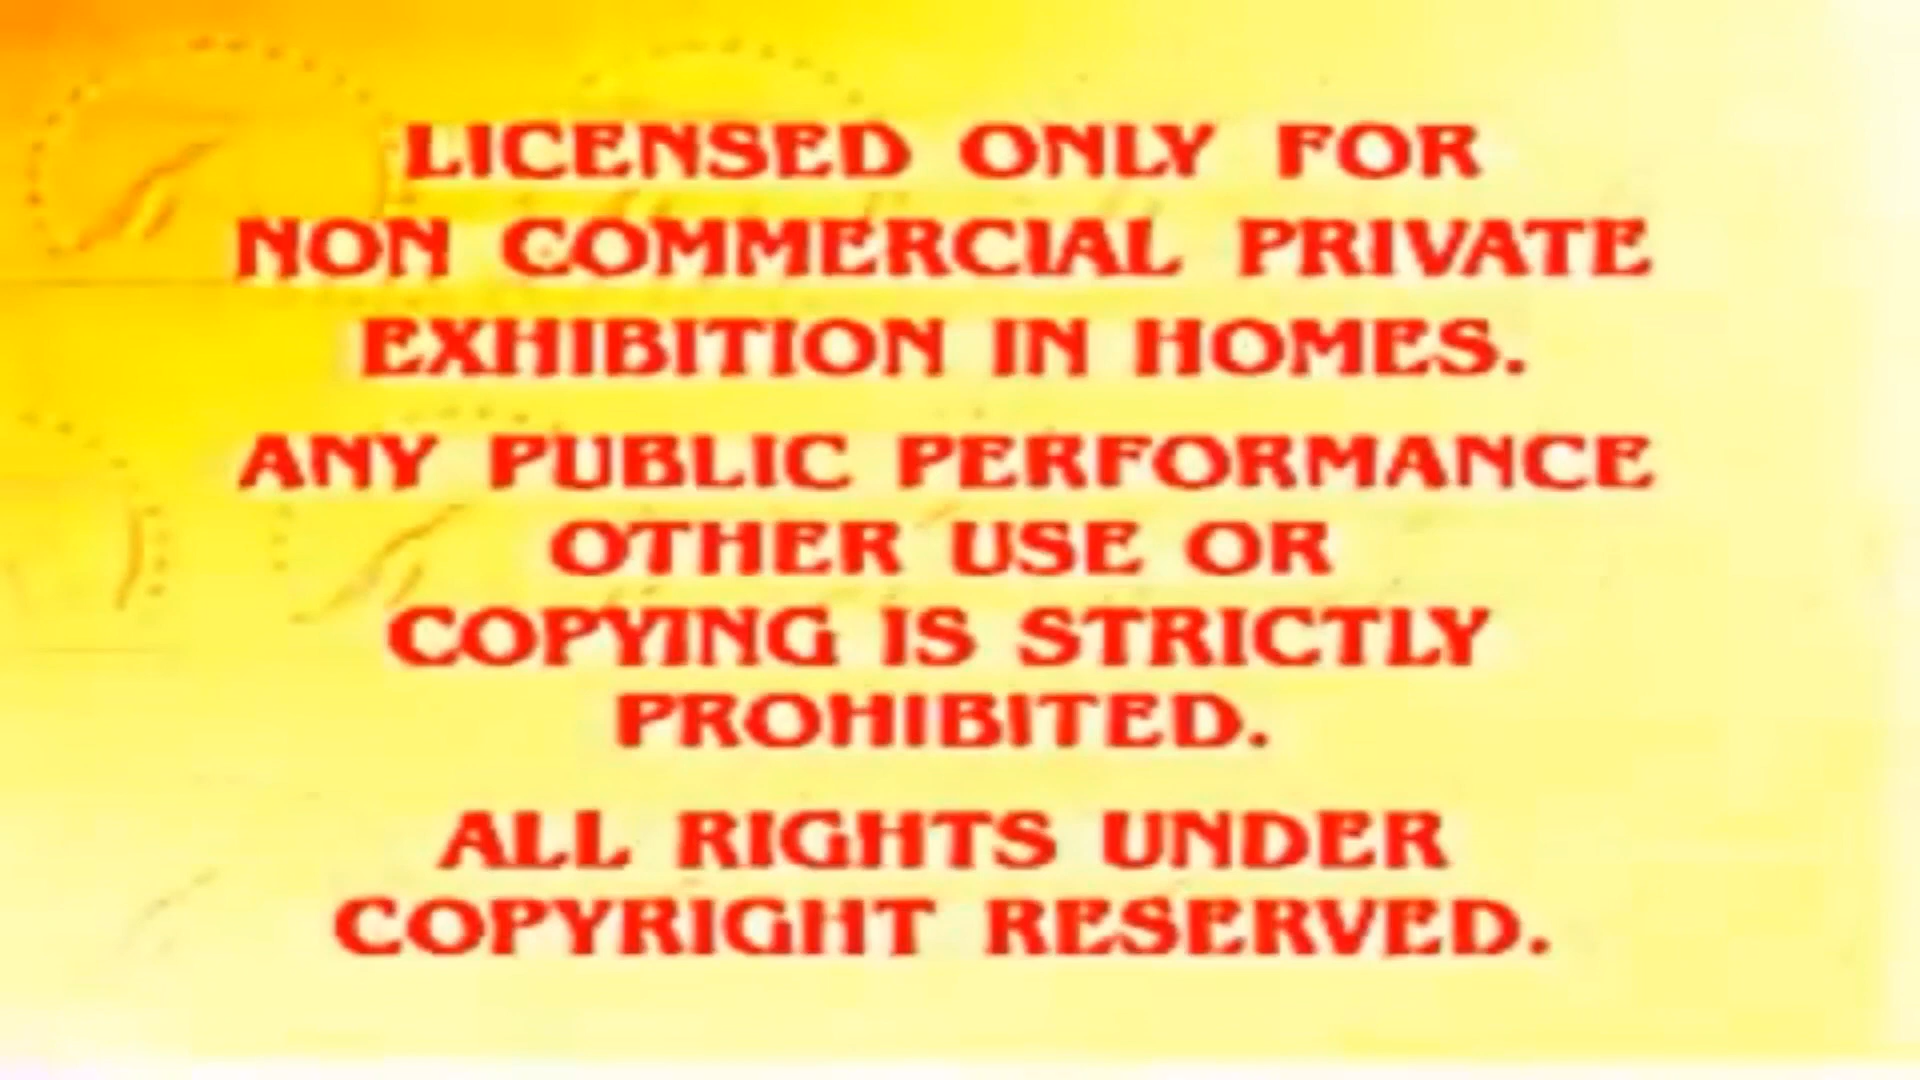 LICENSED ONLY FOR
NON COMMERCIAL PRIVATE
EXHIBITION IN HOMES.
ANY PUBLIC PERFORMANCE
OTHER USE OR
COPYING IS STRICTLY
PROHIBITED.
ALL RIGHTS UNDER
COPYRIGHT RESERVED.